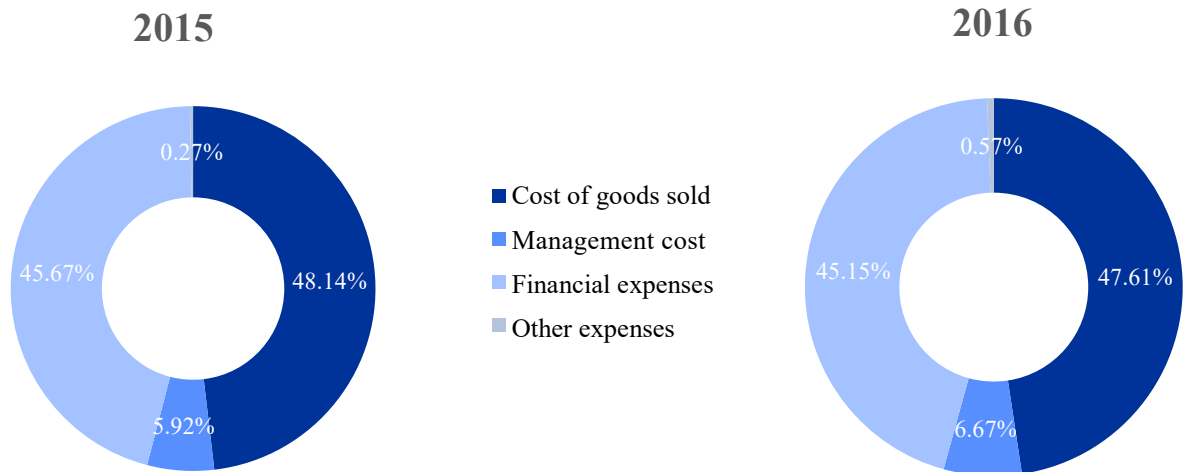 2015
2016
0.27%
45.67%
48.14%
5.92%
Cost of goods sold
Management cost
Financial expenses
Other expenses
0.57%
45.15%
47.61%
6.67%